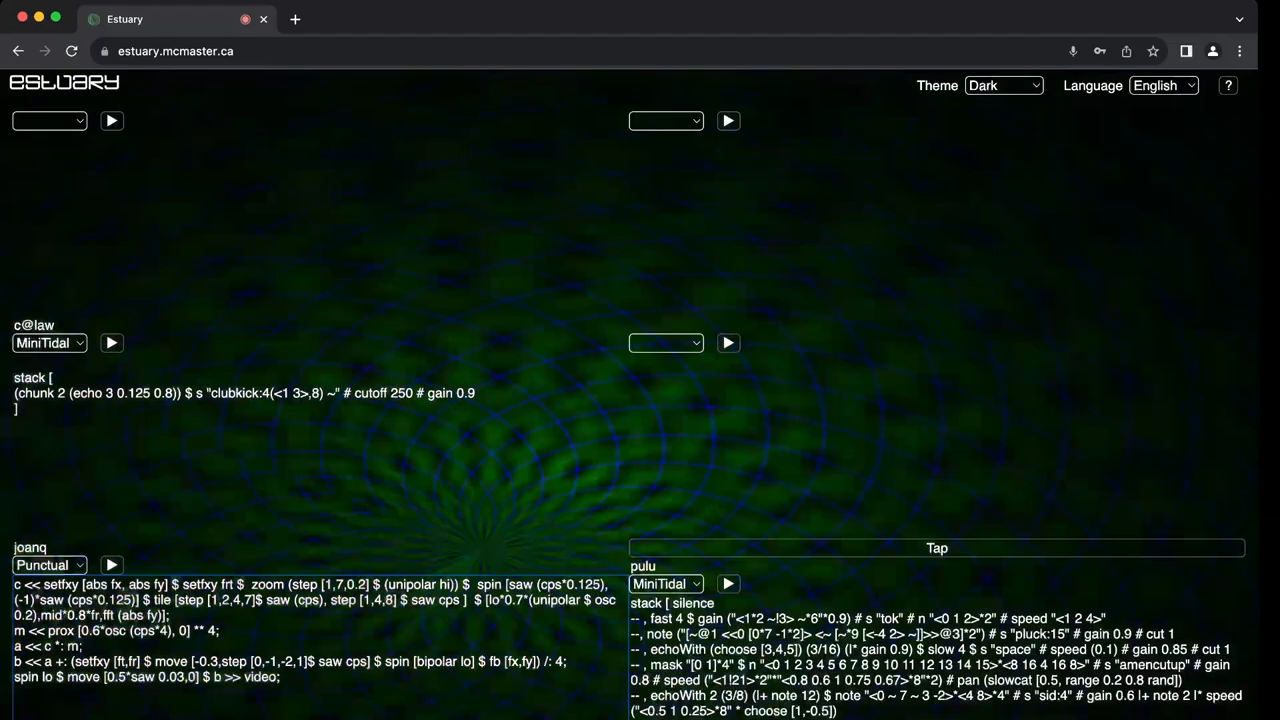 Estuary
estuary.mcmaster.ca
estuary
Theme Dark Language English ?
c@law
MiniTidal
stack [
(chunk 2 (echo 3 0.125 0.8)) $ s "clubkick:4(<1 3>,8) ~" # cutoff 250 # gain 0.9
]
joanq
Punctual
c << setfxy [abs fx, abs fy] $ setfxy frt $  zoom (step [1,7,0.2] $ (unipolar hi)) $  spin [saw (cps*0.125),
(-1)*saw (cps*0.125)] $ tile [step [1,2,4,7]$ saw (cps), step [1,4,8] $ saw cps ]  $ [lo*0.7*(unipolar $ osc
0.2),mid*0.8*fr,fft (abs fy)];
m << prox [0.6*osc (cps*4), 0] ** 4;
a << c *: m;
b << a +: (setfxy [ft,fr] $ move [-0.3,step [0,-1,-2,1]$ saw cps] $ spin [bipolar lo] $ fb [fx,fy]) /: 4;
spin lo $ move [0.5*saw 0.03,0] $ b >> video;
Tap
pulu
MiniTidal
stack [ silence
-- , fast 4 $ gain ("<1*2 ~!3> ~*6"*0.9) # s "tok" # n "<0 1 2>*2" # speed "<1 2 4>"
--, note ("[~@1 <<0 [0*7 -1*2]> <~ [~*9 [<-4 2> ~]]>>@3]*2") # s "pluck:15" # gain 0.9 # cut 1
-- , echoWith (choose [3,4,5]) (3/16) (|* gain 0.9) $ slow 4 $ s "space" # speed (0.1) # gain 0.85 # cut 1
-- , mask "[0 1]*4" $ n "<0 1 2 3 4 5 6 7 8 9 10 11 12 13 14 15>*<8 16 4 16 8>" # s "amencutup" # gain
0.8 # speed ("<1!21>*2"*"<0.8 0.6 1 0.75 0.67>*8"*2) # pan (slowcat [0.5, range 0.2 0.8 rand])
-- , echoWith 2 (3/8) (|+ note 12) $ note "<0 ~ 7 ~ 3 -2>*<4 8>*4" # s "sid:4" # gain 0.6 |+ note 2 |* speed
("<0.5 1 0.25>*8" * choose [1,-0.5])